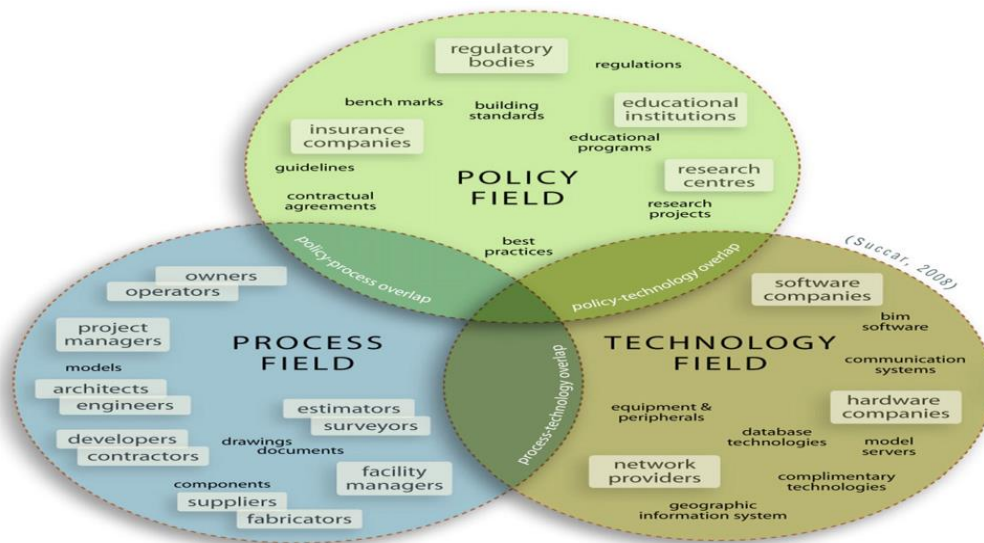 regulatory
bodies
regulations
bench marks
building
standards
educational
institutions
insurance
companies
educational
programs
guidelines
POLICY
FIELD
research
centres
contractual
agreements
research
projects
best
practices
policy-process overlap
policy-technology overlap
(Succar, 2008)
owners
operators
project
managers
PROCESS
FIELD
models
architects
engineers
estimators
surveyors
developers
contractors
drawings
documents
facility
managers
components
suppliers
fabricators
process-technology overlap
software
companies
bim
software
TECHNOLOGY
FIELD
communication
systems
equipment &
peripherals
hardware
companies
database
technologies
model
servers
network
providers
complimentary
technologies
geographic
information system